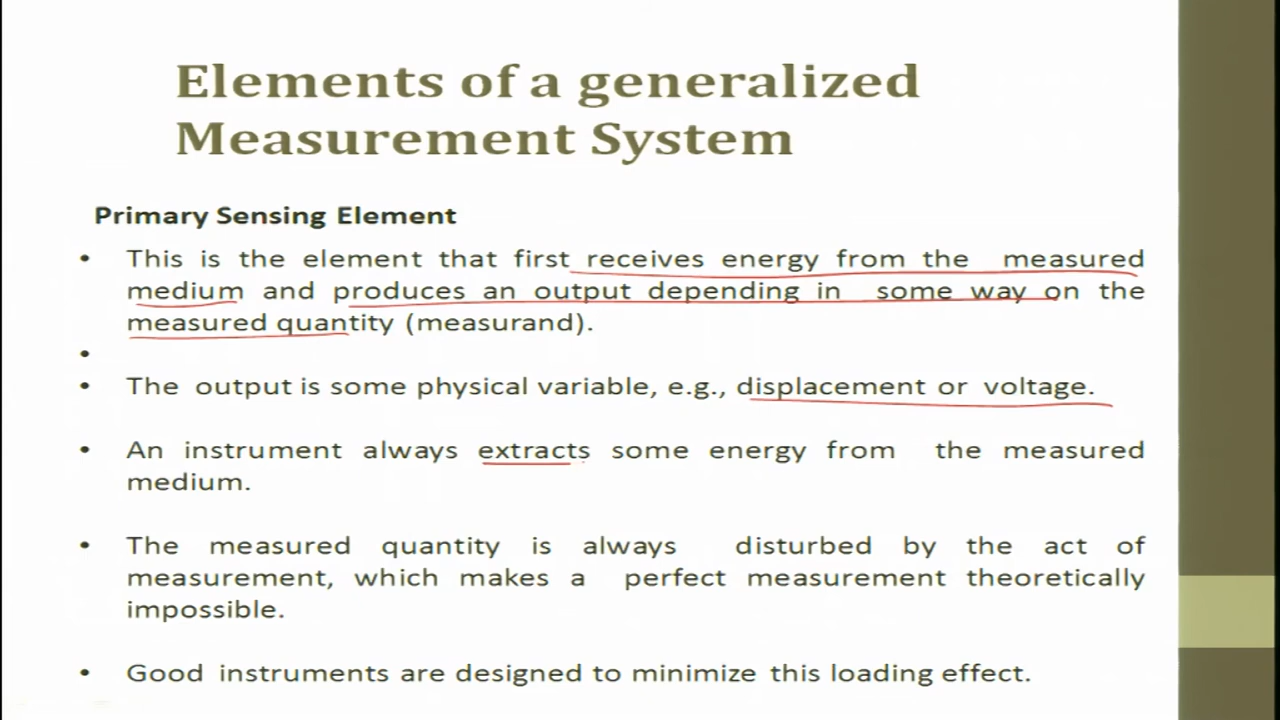 Elements of a generalized
Measurement System
Primary Sensing Element
• This is the element that first receives energy from the measured
medium and produces an output depending in some way on the
measured quantity (measurand).
•
• The output is some physical variable, e.g., displacement or voltage.
• An instrument always extracts some energy from the measured
medium.
• The measured quantity is always disturbed by the act of
measurement, which makes a perfect measurement theoretically
impossible.
• Good instruments are designed to minimize this loading effect.